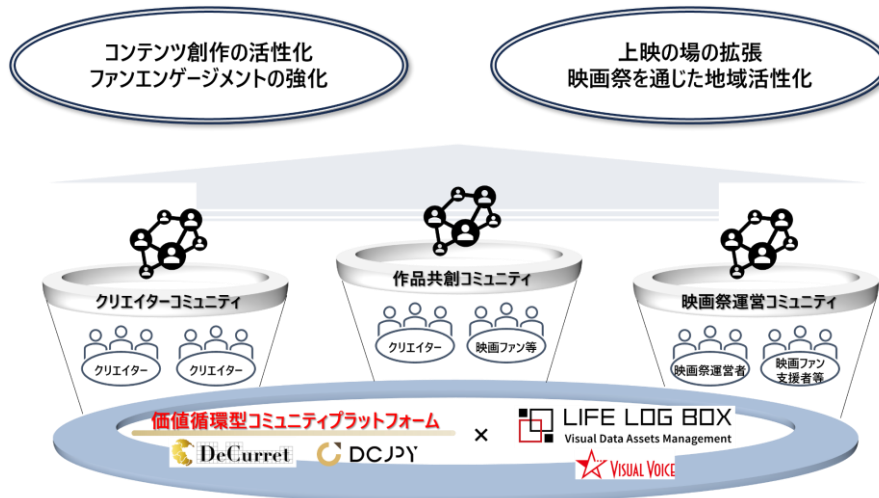 コンテンツ創作の活性化
ファンエンゲージメントの強化
上映の場の拡張
映画祭を通じた地域活性化
クリエイターコミュニティ
クリエイター
クリエイター
作品共創コミュニティ
クリエイター
映画ファン等
映画祭運営コミュニティ
映画祭運営者
映画ファン
支援者等
価値循環型コミュニティプラットフォーム
DeCurret
DCJPY
×
LIFE LOG BOX
Visual Data Assets Management
VISUAL VOICE